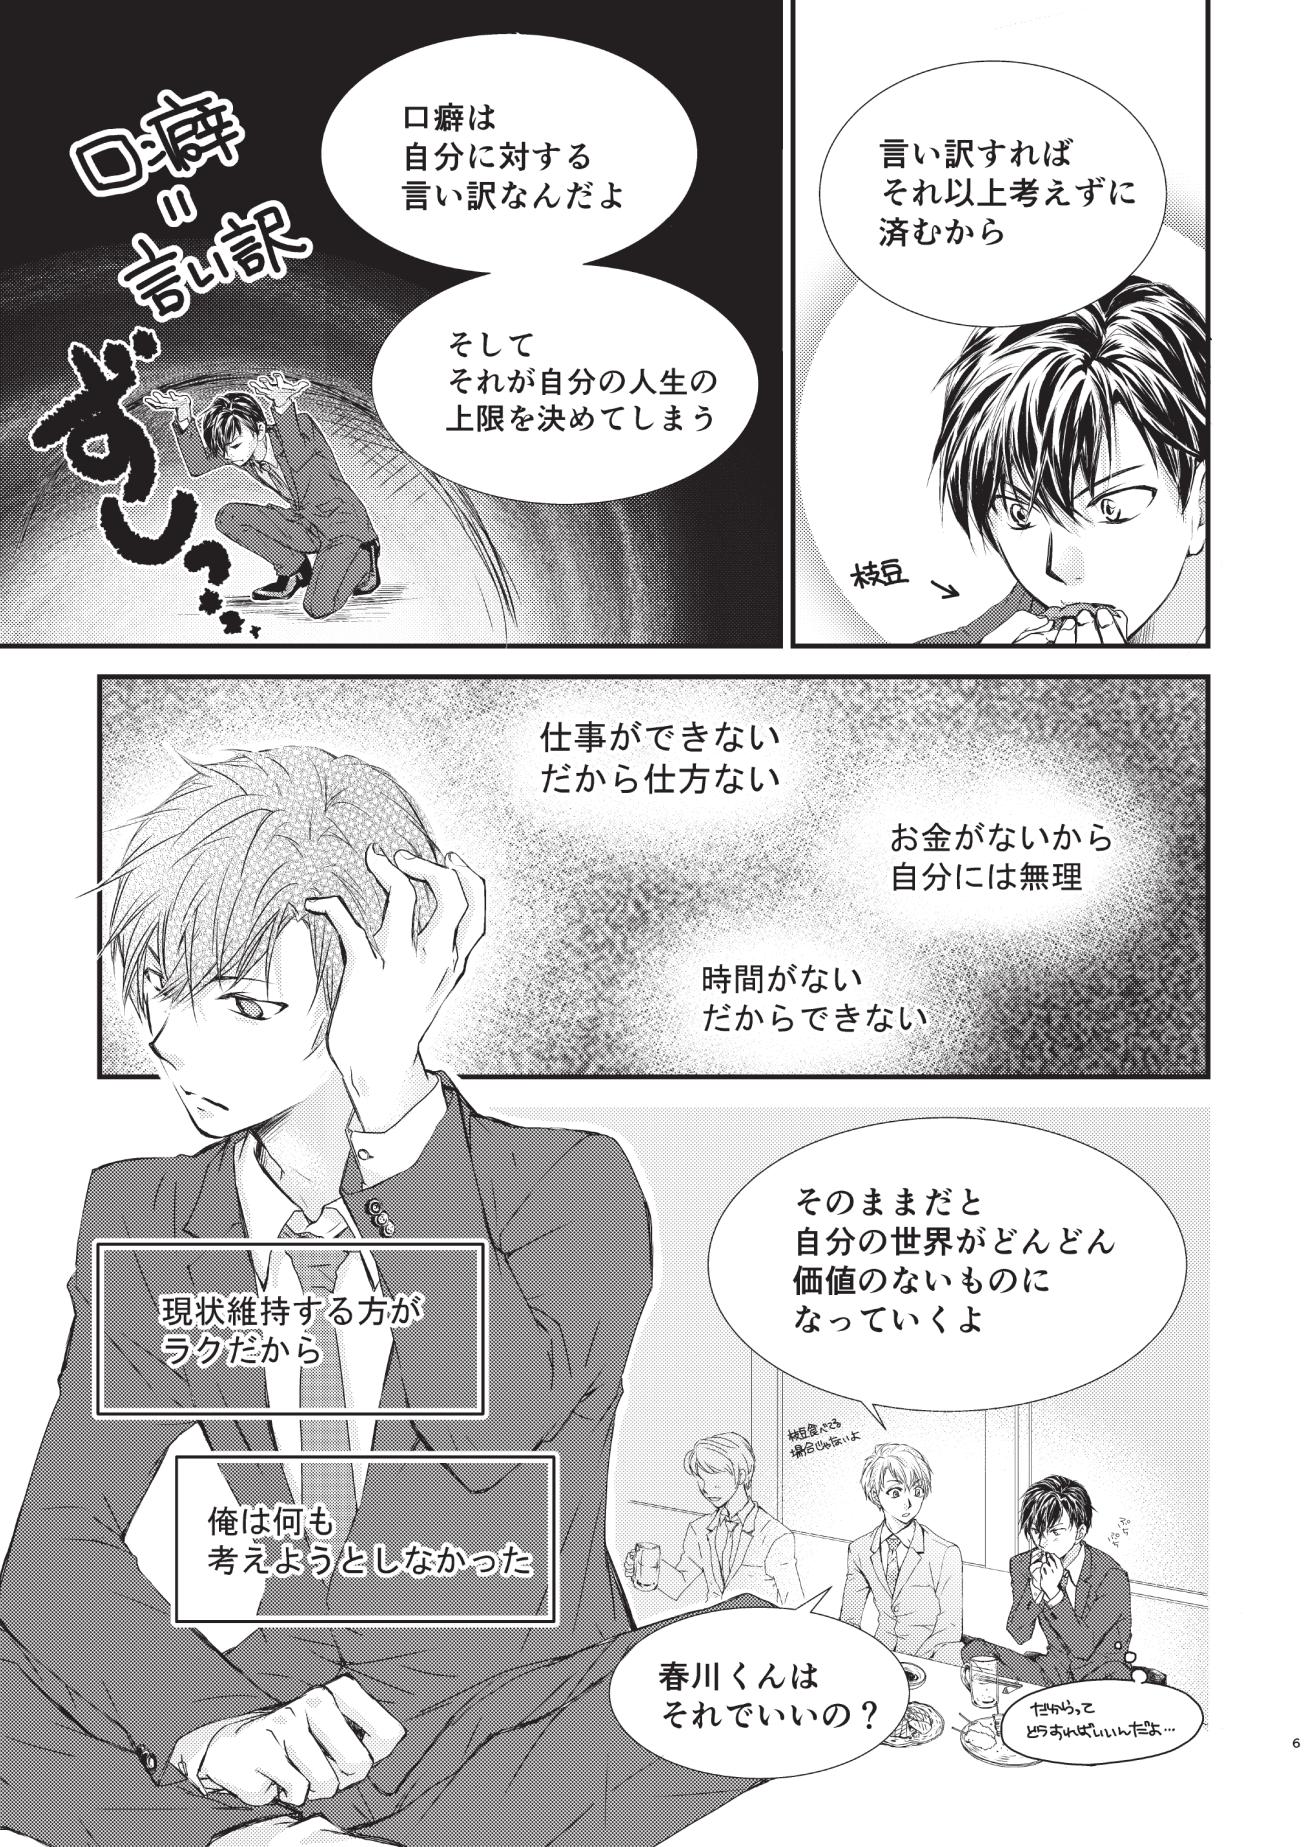 口癖は
自分に対する
言い訳なんだよ
そして
それが自分の人生の
上限を決めてしまう
口癖
＝
言い訳
ずしっ…
言い訳すれば
それ以上考えずに
済むから
枝豆
仕事ができない
だから仕方ない
お金がないから
自分には無理
時間がない
だからできない
そのままだと
自分の世界がどんどん
価値のないものに
なっていくよ
枝豆食べてる
場合じゃないよ
現状維持する方が
ラクだから
俺は何も
考えようとしなかった
春川くんは
それでいいの？
だからって
どうすればいいんだよ…
6